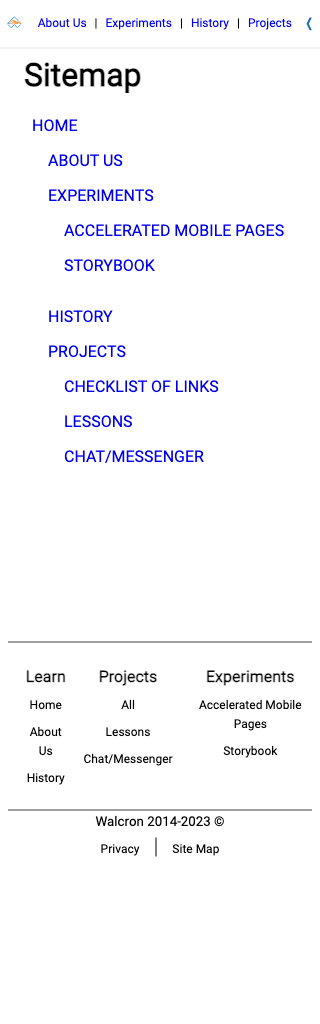 About Us | Experiments | History | Projects
Sitemap
HOME
ABOUT US
EXPERIMENTS
ACCELERATED MOBILE PAGES
STORYBOOK
HISTORY
PROJECTS
CHECKLIST OF LINKS
LESSONS
CHAT/MESSENGER
Learn
Home
About
Us
History
Projects
All
Lessons
Chat/Messenger
Experiments
Accelerated Mobile
Pages
Storybook
Walcron 2014-2023 ©
Privacy | Site Map